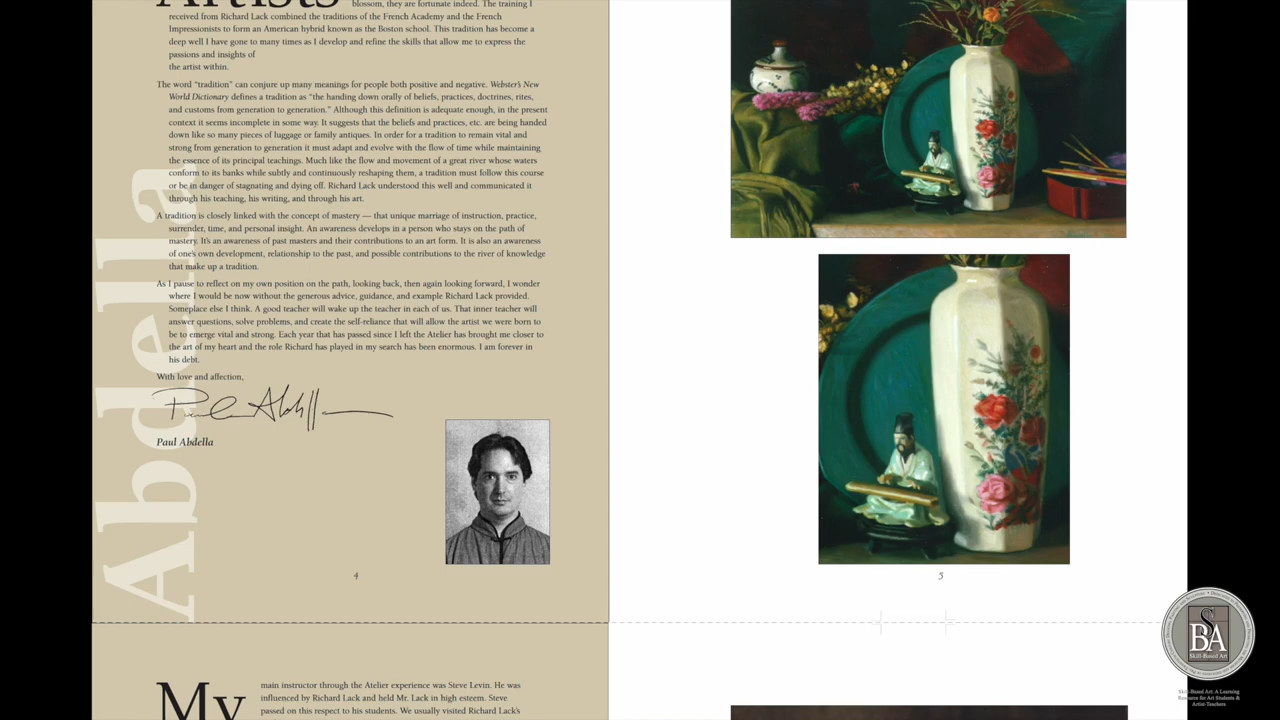 Artists
blossom, they are fortunate indeed. The training I
received from Richard Lack combined the traditions of the French Academy and the French
Impressionists to form an American hybrid known as the Boston school. This tradition has become a
deep well I have gone to many times as I develop and refine the skills that allow me to express the
passions and insights of
the artist within.
The word “tradition” can conjure up many meanings for people both positive and negative. Webster's New
World Dictionary defines a tradition as “the handing down orally of beliefs, practices, doctrines, rites,
and customs from generation to generation.” Although this definition is adequate enough, in the present
context it seems incomplete in some way. It suggests that the beliefs and practices, etc. are being handed
down like so many pieces of luggage or family antiques. In order for a tradition to remain vital and
strong from generation to generation it must adapt and evolve with the flow of time while maintaining
the essence of its principal teachings. Much like the flow and movement of a great river whose waters
conform to its banks while subtly and continuously reshaping them, a tradition must follow this course
or be in danger of stagnating and dying off. Richard Lack understood this well and communicated it
through his teaching, his writing, and through his art.
A tradition is closely linked with the concept of mastery — that unique marriage of instruction, practice,
surrender, time, and personal insight. An awareness develops in a person who stays on the path of
mastery. It's an awareness of past masters and their contributions to an art form. It is also an awareness
of one's own development, relationship to the past, and possible contributions to the river of knowledge
that make up a tradition.
As I pause to reflect on my own position on the path, looking back, then again looking forward, I wonder
where I would be now without the generous advice, guidance, and example Richard Lack provided.
Someplace else I think. A good teacher will wake up the teacher in each of us. That inner teacher will
answer questions, solve problems, and create the self-reliance that will allow the artist we were born to
be to emerge vital and strong. Each year that has passed since I left the Atelier has brought me closer to
the art of my heart and the role Richard has played in my search has been enormous. I am forever in
his debt.
With love and affection,
Paul Abdella
Paul Abdella
Abdella
4
5
My
main instructor through the Atelier experience was Steve Levin. He was
influenced by Richard Lack and held Mr. Lack in high esteem. Steve
passed on this respect to his students. We usually visited Richard Lack's
SBA
Skill-Based Art
Skill-Based Art: A Learning
Resource for Art Students &
Artist-Teachers